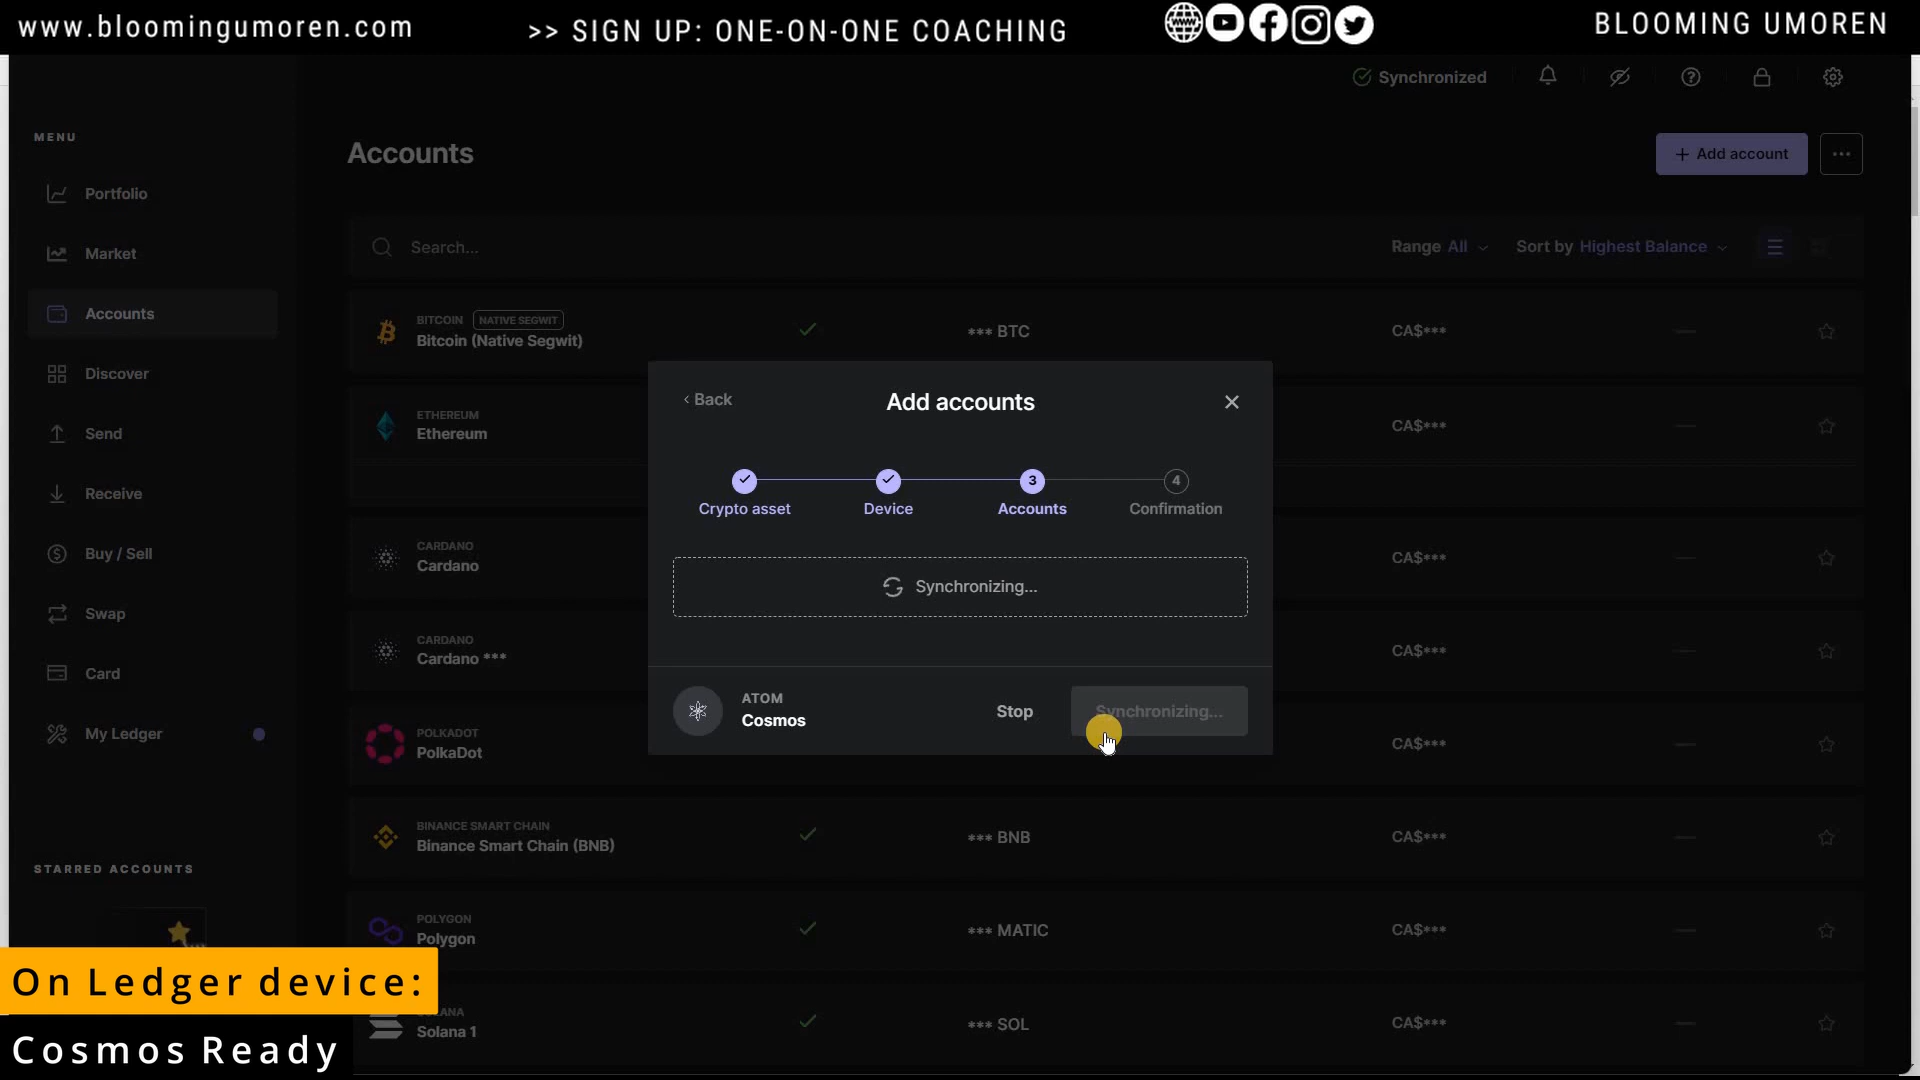 www.bloomingumoren.com
>> SIGN UP: ONE-ON-ONE COACHING
BLOOMING UMOREN
Synchronized
MENU
Portfolio
Market
Accounts
Discover
Send
Receive
Buy / Sell
Swap
Card
My Ledger
STARRED ACCOUNTS
Accounts
+ Add account
Search...
Range All
Sort by Highest Balance
BITCOIN NATIVE SEGWIT
Bitcoin (Native Segwit)
*** BTC
CA$***
ETHEREUM
Ethereum
CA$***
CARDANO
Cardano
CA$***
CARDANO
Cardano ***
CA$***
POLKADOT
PolkaDot
CA$***
BINANCE SMART CHAIN
Binance Smart Chain (BNB)
*** BNB
CA$***
POLYGON
Polygon
*** MATIC
CA$***
Solana 1
*** SOL
CA$***
‹ Back
Add accounts
3
4
Crypto asset
Device
Accounts
Confirmation
Synchronizing...
ATOM
Cosmos
Stop
Synchronizing...
On Ledger device:
Cosmos Ready